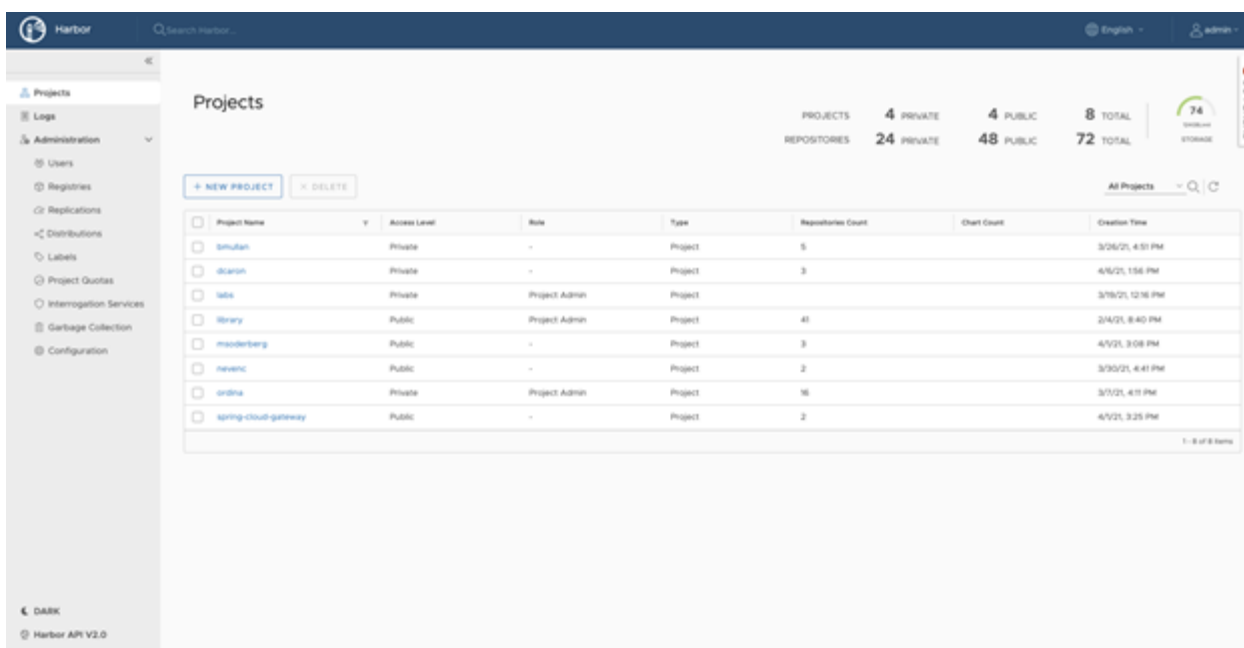 Harbor
Search Harbor...
English
admin
Projects
Logs
Administration
Users
Registries
Replications
Distributions
Labels
Project Quotas
Interrogation Services
Garbage Collection
Configuration
DARK
Harbor API V2.0
Projects
PROJECTS 4 PRIVATE 4 PUBLIC 8 TOTAL
REPOSITORIES 24 PRIVATE 48 PUBLIC 72 TOTAL
74
STORAGE
+ NEW PROJECT × DELETE
All Projects
Project Name Access Level Role Type Repositories Count Chart Count Creation Time
bmullan Private - Project 5 3/26/21, 4:51 PM
dcaron Private - Project 3 4/6/21, 1:56 PM
labs Private Project Admin Project 3/19/21, 12:16 PM
library Public Project Admin Project 41 2/4/21, 8:40 PM
msoderberg Public - Project 3 4/1/21, 3:08 PM
nevenc Public - Project 2 3/30/21, 4:41 PM
ordina Private Project Admin Project 16 3/7/21, 4:11 PM
spring-cloud-gateway Public - Project 2 4/1/21, 3:25 PM
1 - 8 of 8 items